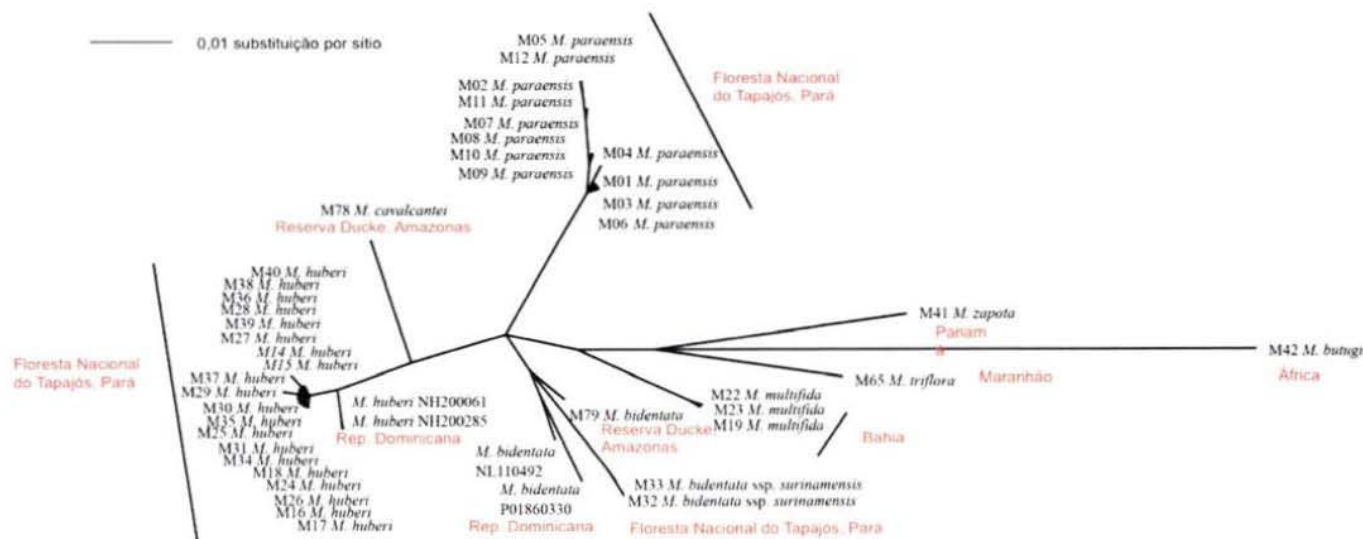 0,01 substituição por sítio
M05 M. paraensis
M12 M. paraensis
Floresta Nacional
do Tapajós, Pará
M02 M. paraensis
M11 M. paraensis
M07 M. paraensis
M08 M. paraensis
M10 M. paraensis
M09 M. paraensis
M04 M. paraensis
M01 M. paraensis
M03 M. paraensis
M06 M. paraensis
M78 M. cavalcantei
Reserva Ducke, Amazonas
Floresta Nacional
do Tapajós, Pará
M40 M. huberi
M38 M. huberi
M36 M. huberi
M28 M. huberi
M39 M. huberi
M27 M. huberi
M14 M. huberi
M15 M. huberi
M37 M. huberi
M29 M. huberi
M30 M. huberi
M35 M. huberi
M25 M. huberi
M31 M. huberi
M34 M. huberi
M18 M. huberi
M24 M. huberi
M26 M. huberi
M16 M. huberi
M17 M. huberi
M. huberi NH200061
M. huberi NH200285
Rep. Dominicana
M41 M. zapota
Panam
á
M42 M. butugi
África
M65 M. triflora
Maranhão
M22 M. multifida
M23 M. multifida
M19 M. multifida
Bahia
M79 M. bidentata
Reserva Ducke,
Amazonas
M. bidentata
NL110492
M. bidentata
P01860330
Rep. Dominicana
M33 M. bidentata ssp. surinamensis
M32 M. bidentata ssp. surinamensis
Floresta Nacional do Tapajós, Pará